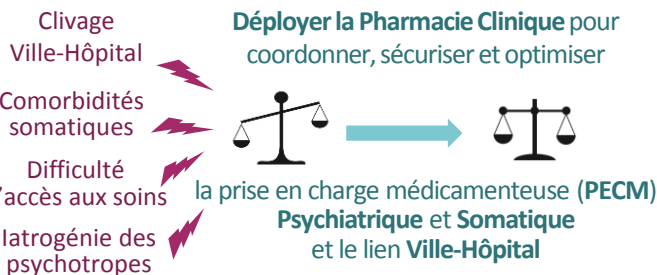 Clivage
Ville-Hôpital
Comorbidités
somatiques
Difficulté
'accès aux soins
Iatrogénie des
psychotropes
Déployer la Pharmacie Clinique pour
coordonner, sécuriser et optimiser
la prise en charge médicamenteuse (PECM)
Psychiatrique et Somatique
et le lien Ville-Hôpital